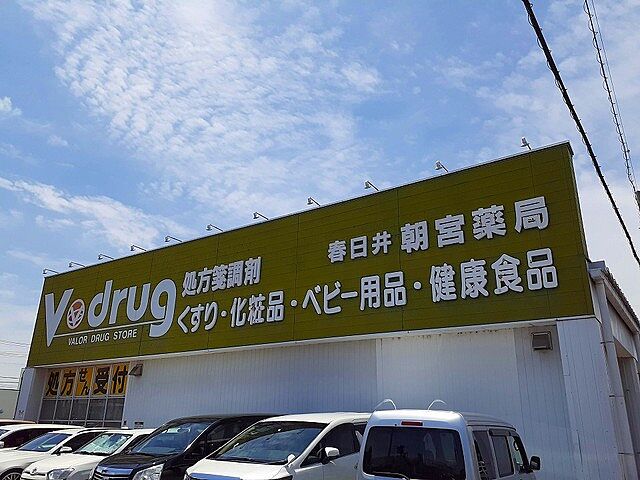 V・drug
VALOR DRUG STORE
処方箋調剤
春日井 朝宮薬局
くすり・化粧品・ベビー用品・健康食品
処方せん受付